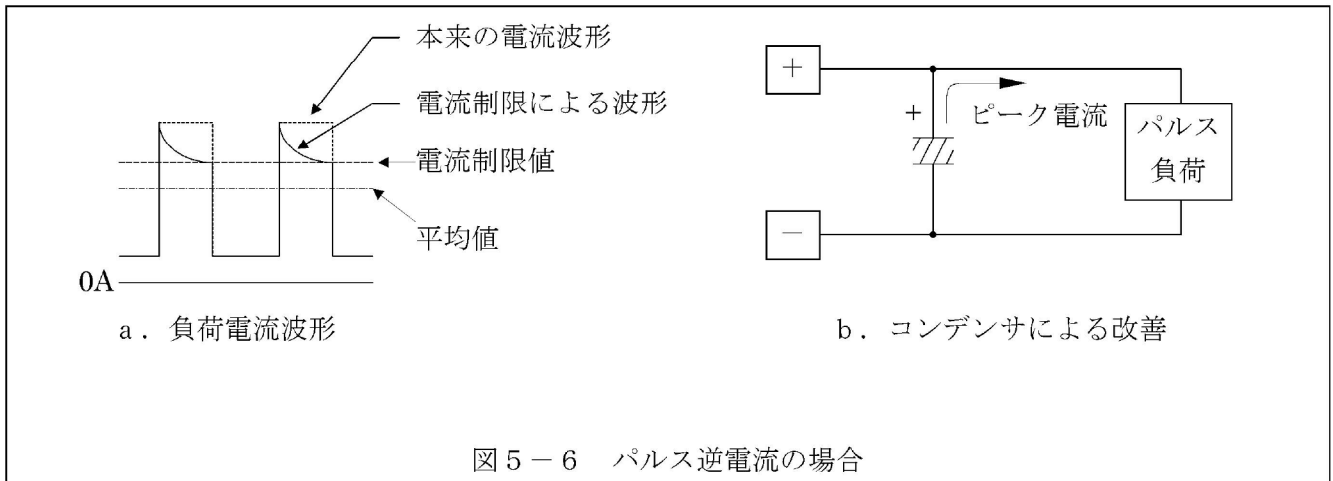 本来の電流波形
電流制限による波形
電流制限値
平均値
0A
a．負荷電流波形
＋
－
+
ピーク電流
パルス
負荷
b．コンデンサによる改善
図5－6　パルス逆電流の場合